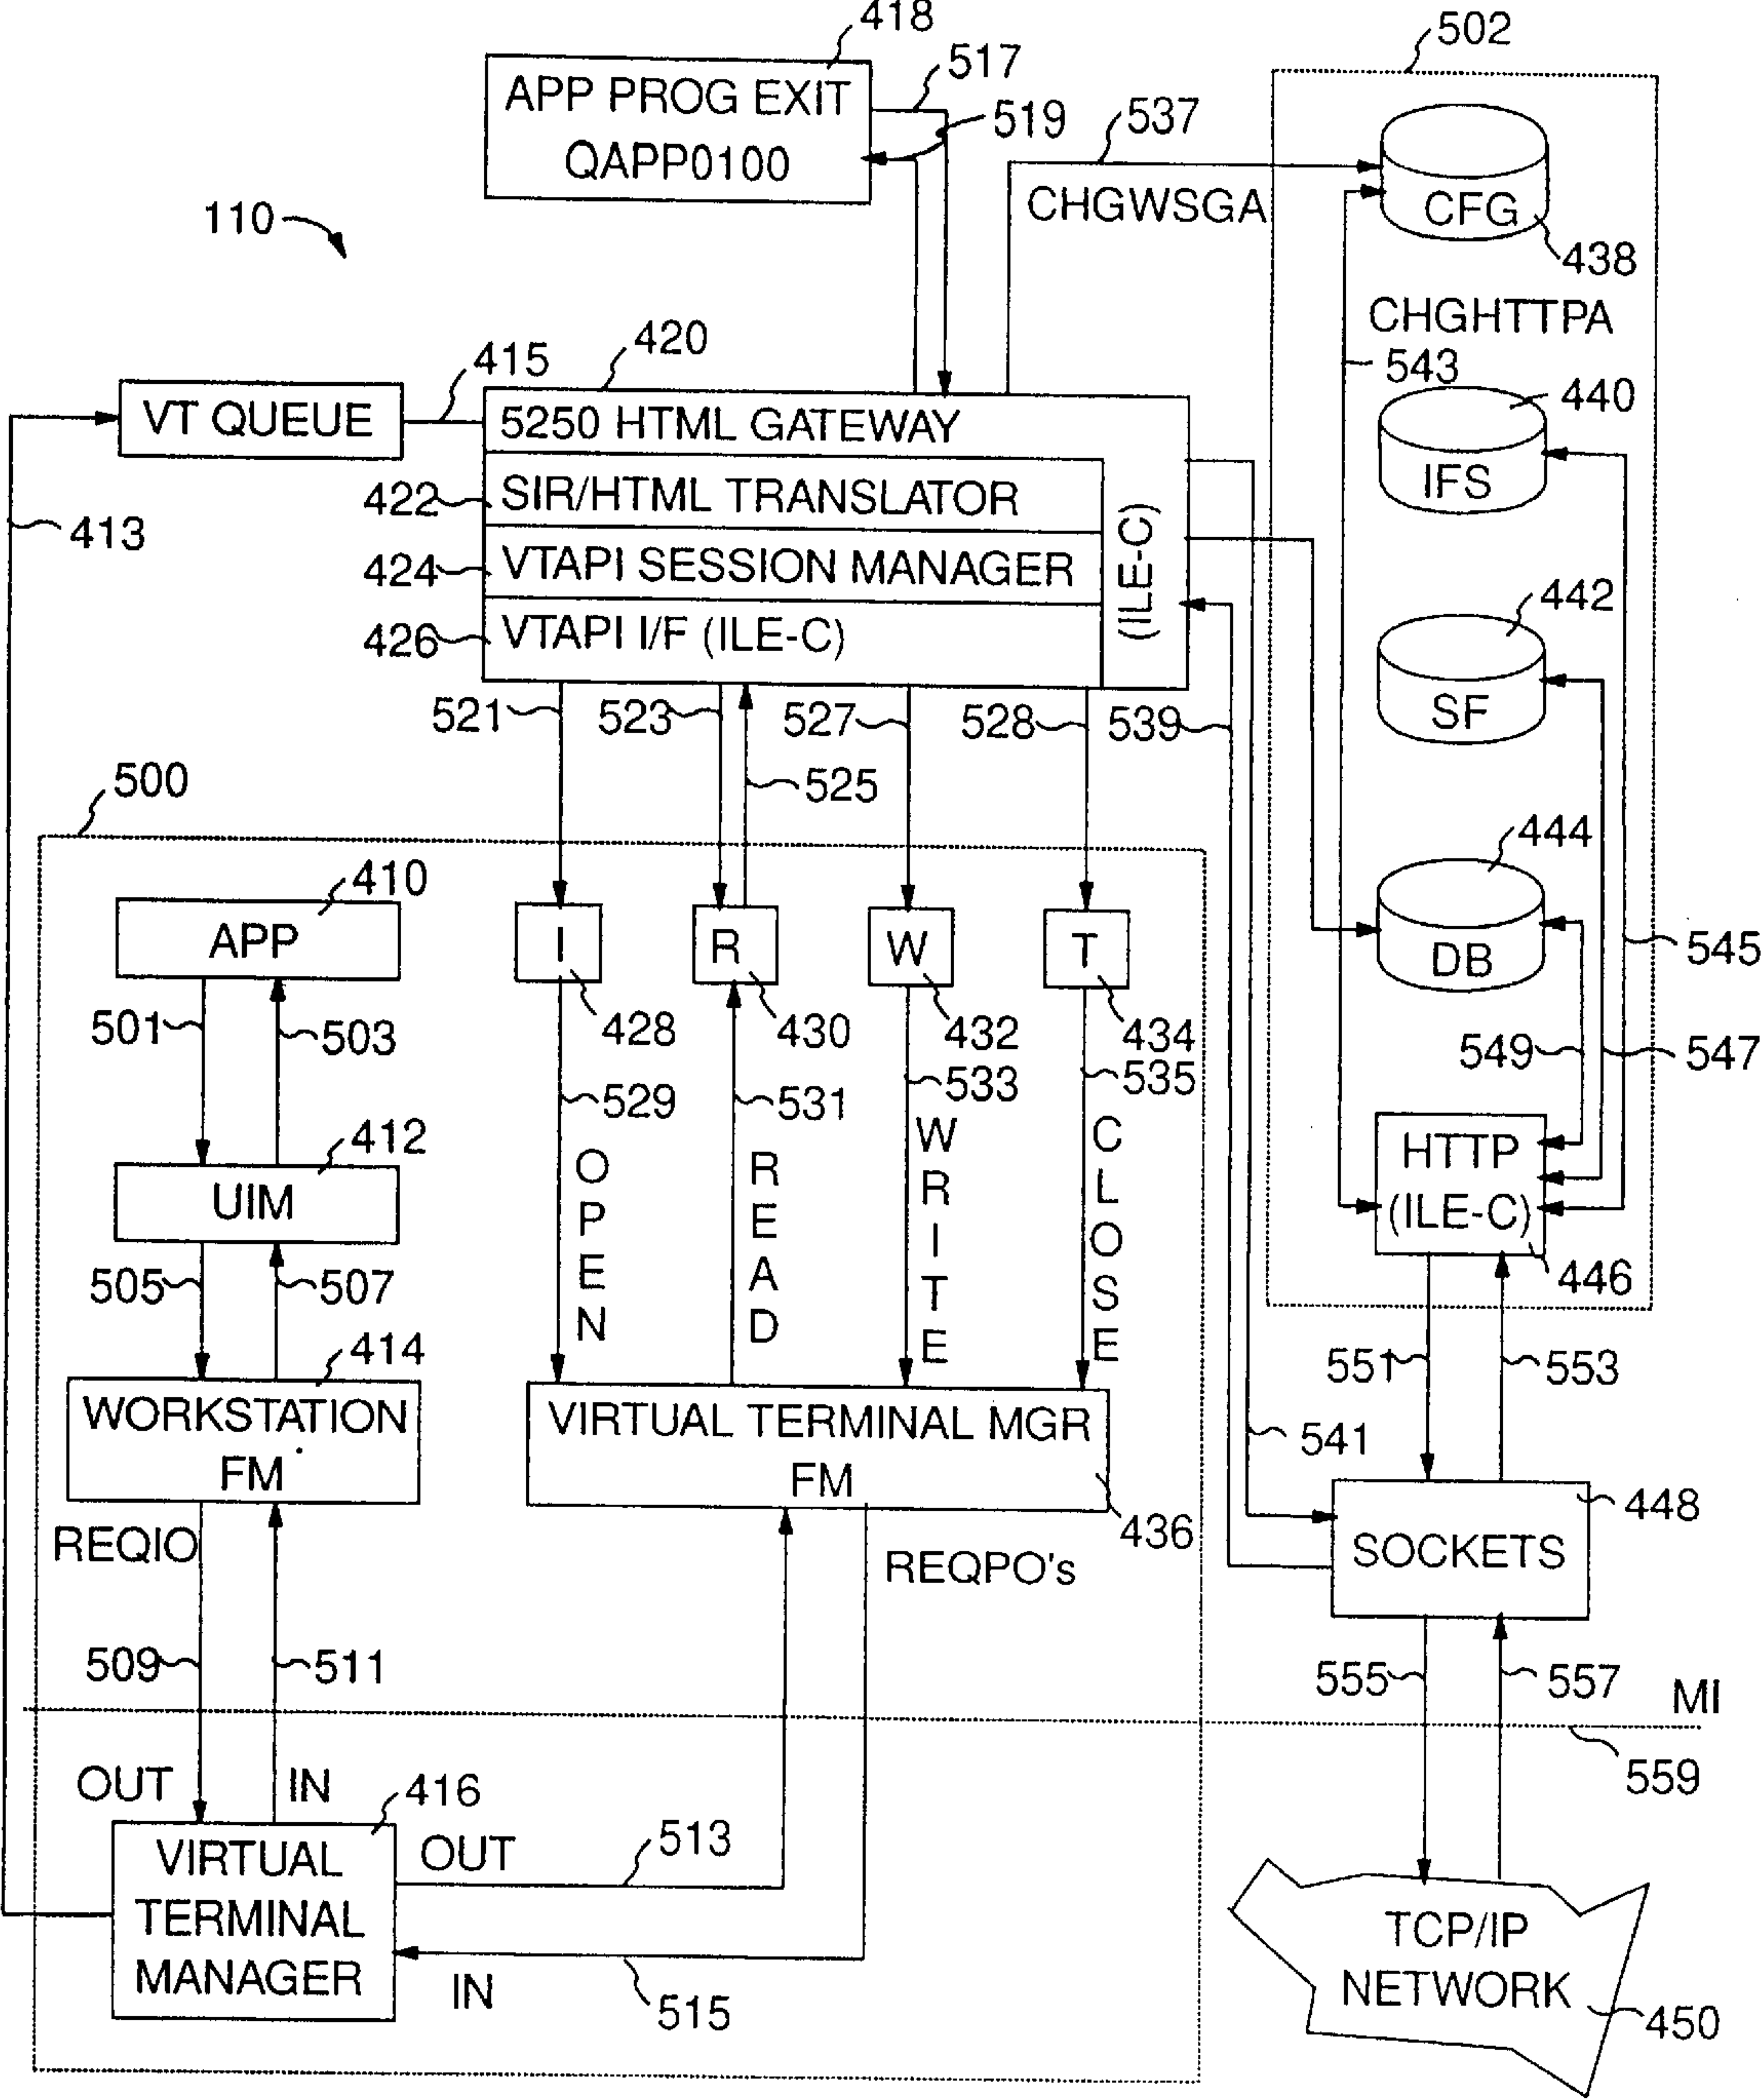 418
502
517
APP PROG EXIT
QAPP0100
519
537
CHGWSGA
CFG
438
110
CHGHTTPA
543
420
415
VT QUEUE
413
5250 HTML GATEWAY
422
SIR/HTML TRANSLATOR
424
VTAPI SESSION MANAGER
426
VTAPI I/F (ILE-C)
(ILE-C)
440
IFS
442
SF
521
523
525
527
528
539
500
444
DB
545
547
549
410
APP
501
503
I
428
R
430
W
432
T
434
529
531
533
535
OPEN
READ
WRITE
CLOSE
412
UIM
505
507
HTTP
(ILE-C)
446
414
WORKSTATION
FM
VIRTUAL TERMINAL MGR
FM
436
551
553
541
448
SOCKETS
REQIO
REQPO's
509
511
555
557
MI
559
OUT
IN
416
VIRTUAL
TERMINAL
MANAGER
OUT
513
IN
515
TCP/IP
NETWORK
450